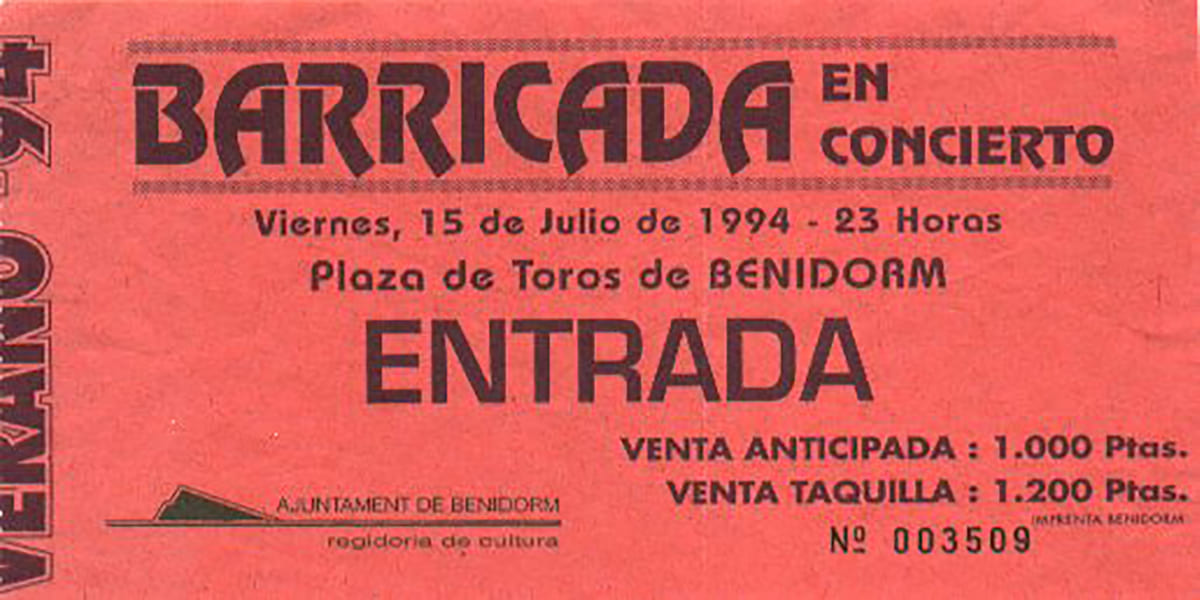 VERANO - 94
BARRICADA EN CONCIERTO
Viernes, 15 de Julio de 1994 - 23 Horas
Plaza de Toros de BENIDORM
ENTRADA
VENTA ANTICIPADA : 1.000 Ptas.
VENTA TAQUILLA : 1.200 Ptas.
IMPRENTA BENIDORM
Nº 003509
AJUNTAMENT DE BENIDORM
regidoria de cultura